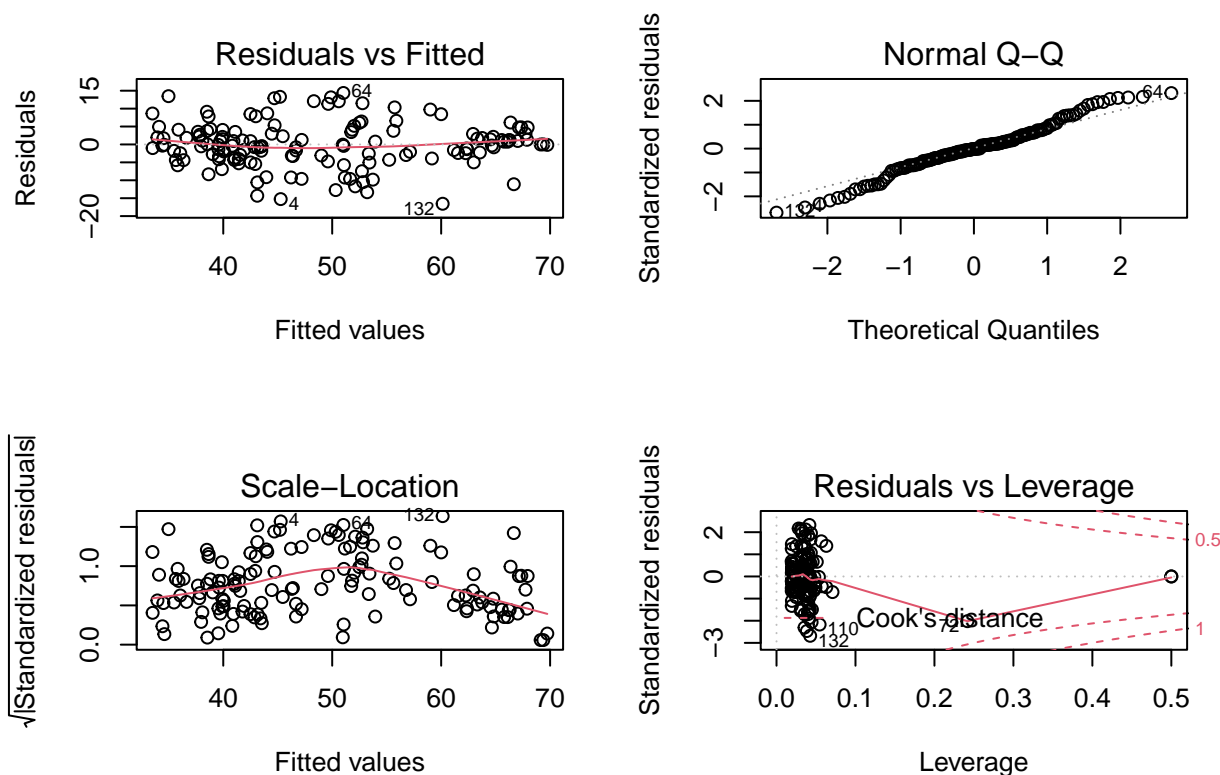 Residuals vs Fitted
Residuals
15
0
−20
64
4
132
40 50 60 70
Fitted values
Normal Q−Q
Standardized residuals
2
0
−2
64
132
−2 −1 0 1 2
Theoretical Quantiles
Scale−Location
√|Standardized residuals|
1.0
0.0
4
64
132
40 50 60 70
Fitted values
Residuals vs Leverage
Standardized residuals
2
0
−3
0.5
1
Cook's distance
110
72
132
0.0 0.1 0.2 0.3 0.4 0.5
Leverage